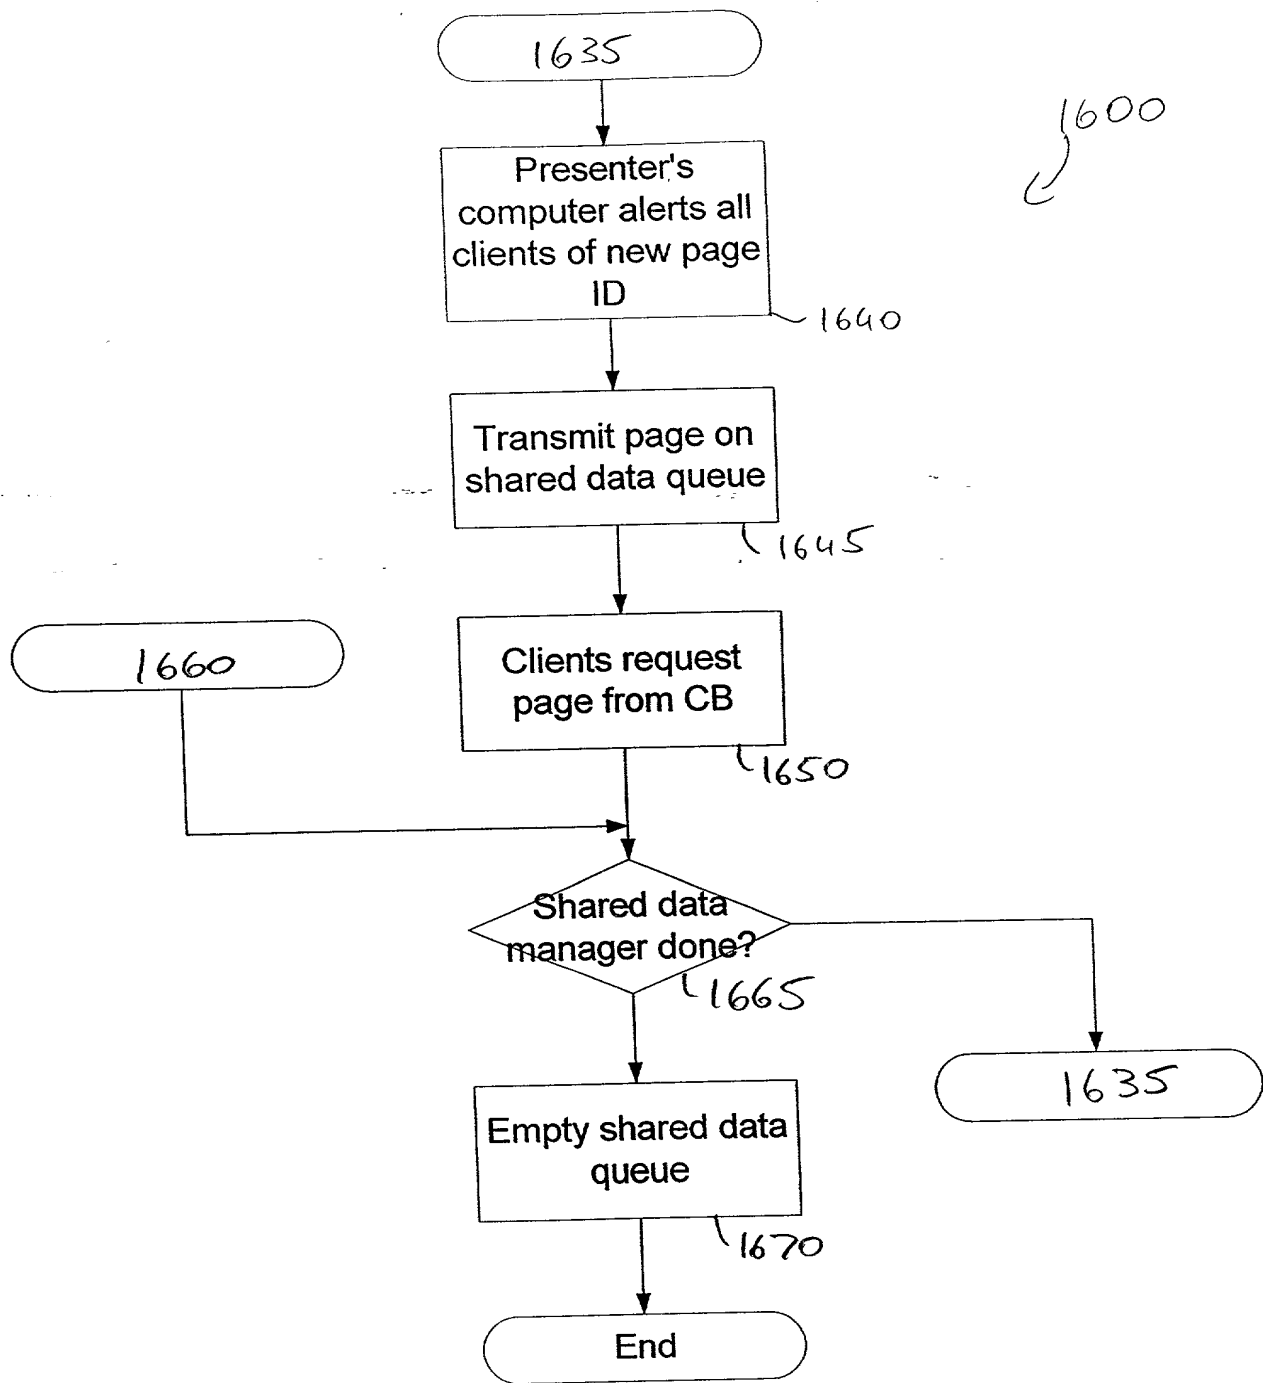 1635
1600
Presenter's
computer alerts all
clients of new page
ID
1640
Transmit page on
shared data queue
1645
1660
Clients request
page from CB
1650
Shared data
manager done?
1665
1635
Empty shared data
queue
1670
End